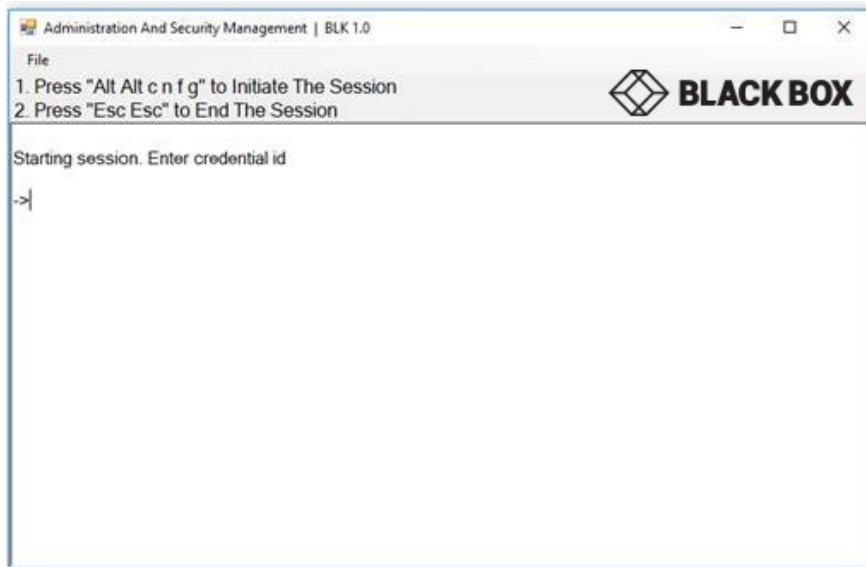 Administration And Security Management | BLK 1.0
File
1. Press "Alt Alt c n f g" to Initiate The Session
2. Press "Esc Esc" to End The Session
BLACK BOX
Starting session. Enter credential id
->